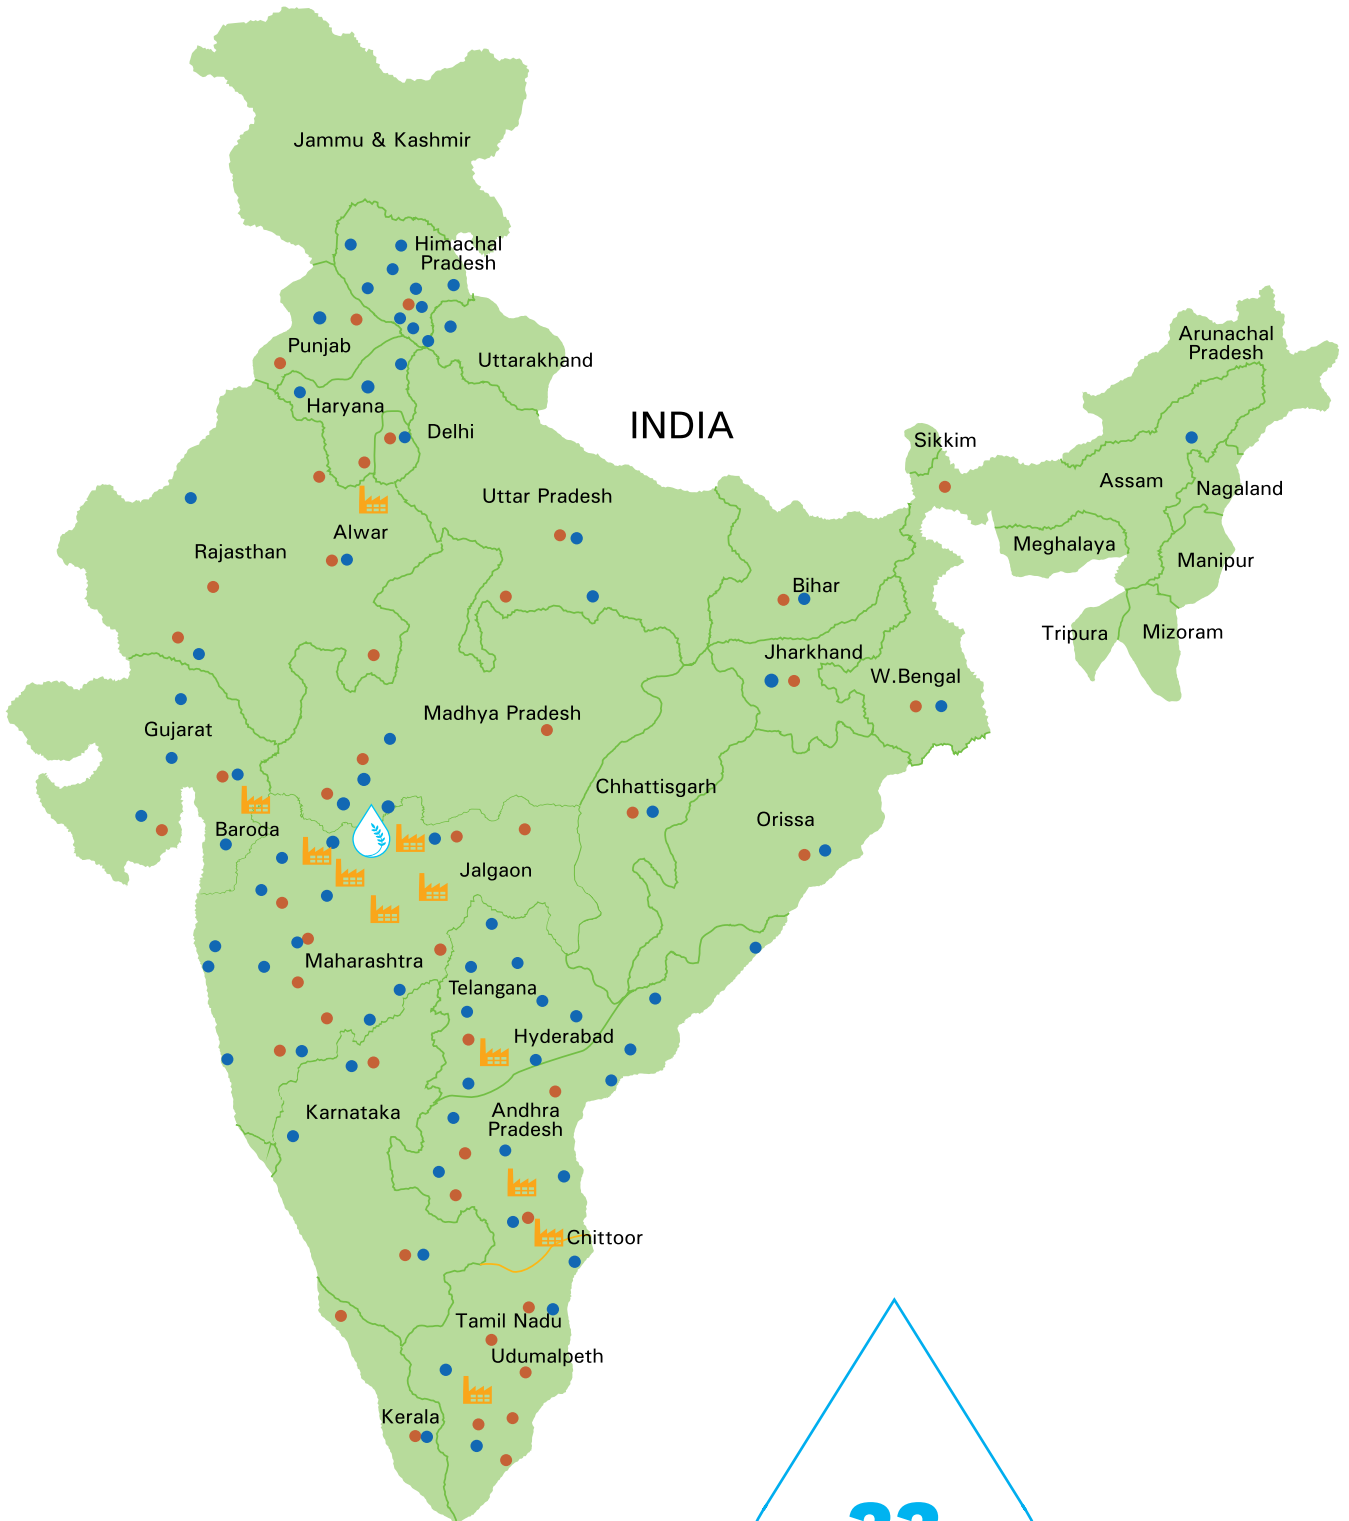 Jammu & Kashmir
Himachal
Pradesh
Punjab
Uttarakhand
Haryana
Delhi
INDIA
Arunachal
Pradesh
Sikkim
Assam
Nagaland
Uttar Pradesh
Alwar
Rajasthan
Meghalaya
Manipur
Bihar
Tripura
Mizoram
Jharkhand
W.Bengal
Madhya Pradesh
Gujarat
Chhattisgarh
Orissa
Baroda
Jalgaon
Maharashtra
Telangana
Hyderabad
Karnataka
Andhra
Pradesh
Chittoor
Tamil Nadu
Udumalpeth
Kerala